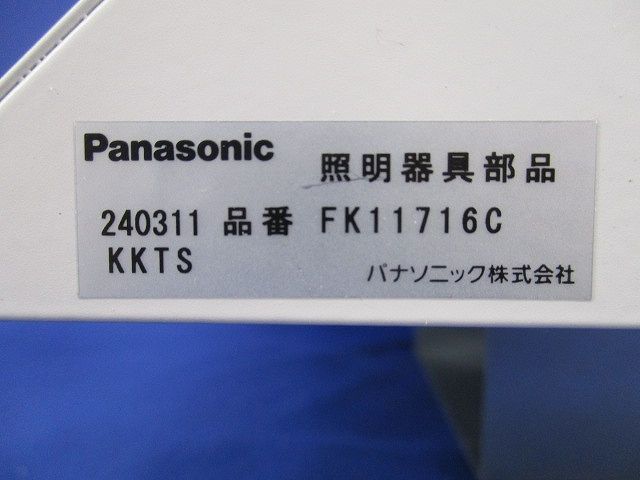 Panasonic 照明器具部品
240311 品番 FK11716C
KKTS
パナソニック株式会社